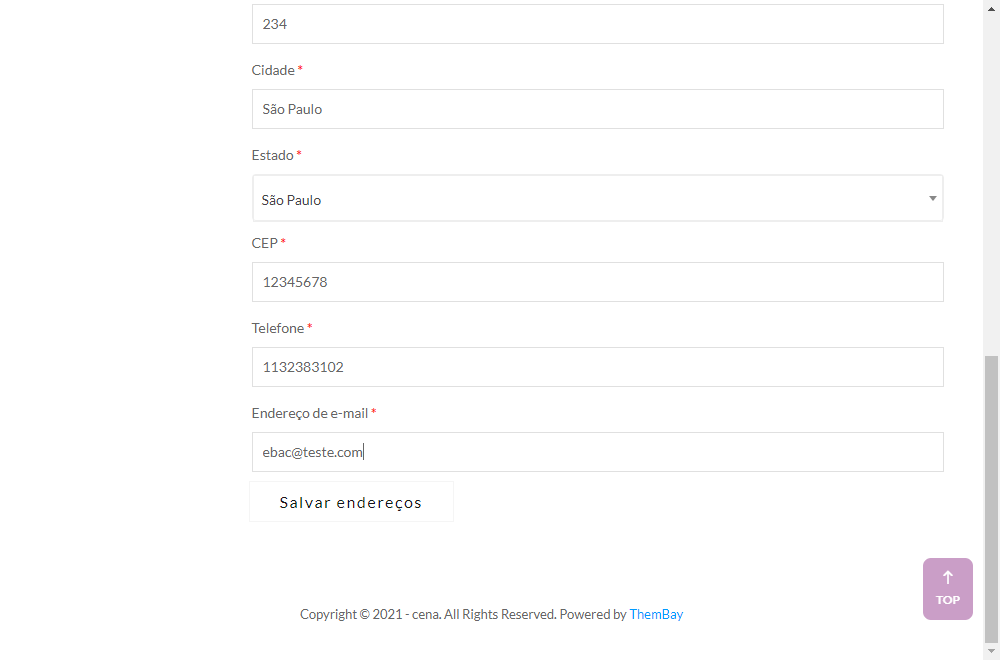 234
Cidade *
São Paulo
Estado *
São Paulo
CEP *
12345678
Telefone *
1132383102
Endereço de e-mail *
ebac@teste.com
Salvar endereços
TOP
Copyright © 2021 - cena. All Rights Reserved. Powered by ThemBay